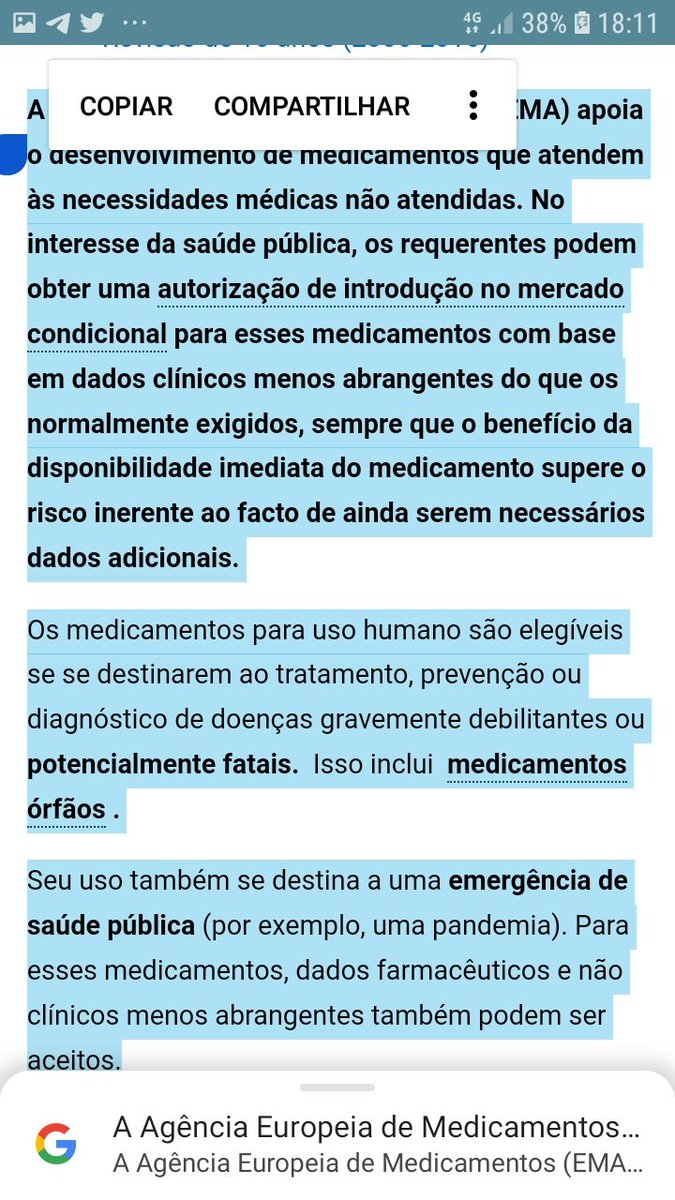 4G 38% 18:11
COPIAR COMPARTILHAR
A EMA) apoia
o desenvolvimento de medicamentos que atendem
às necessidades médicas não atendidas. No
interesse da saúde pública, os requerentes podem
obter uma autorização de introdução no mercado
condicional para esses medicamentos com base
em dados clínicos menos abrangentes do que os
normalmente exigidos, sempre que o benefício da
disponibilidade imediata do medicamento supere o
risco inerente ao facto de ainda serem necessários
dados adicionais.
Os medicamentos para uso humano são elegíveis
se se destinarem ao tratamento, prevenção ou
diagnóstico de doenças gravemente debilitantes ou
potencialmente fatais. Isso inclui medicamentos
órfãos .
Seu uso também se destina a uma emergência de
saúde pública (por exemplo, uma pandemia). Para
esses medicamentos, dados farmacêuticos e não
clínicos menos abrangentes também podem ser
aceitos.
A Agência Europeia de Medicamentos...
A Agência Europeia de Medicamentos (EMA...